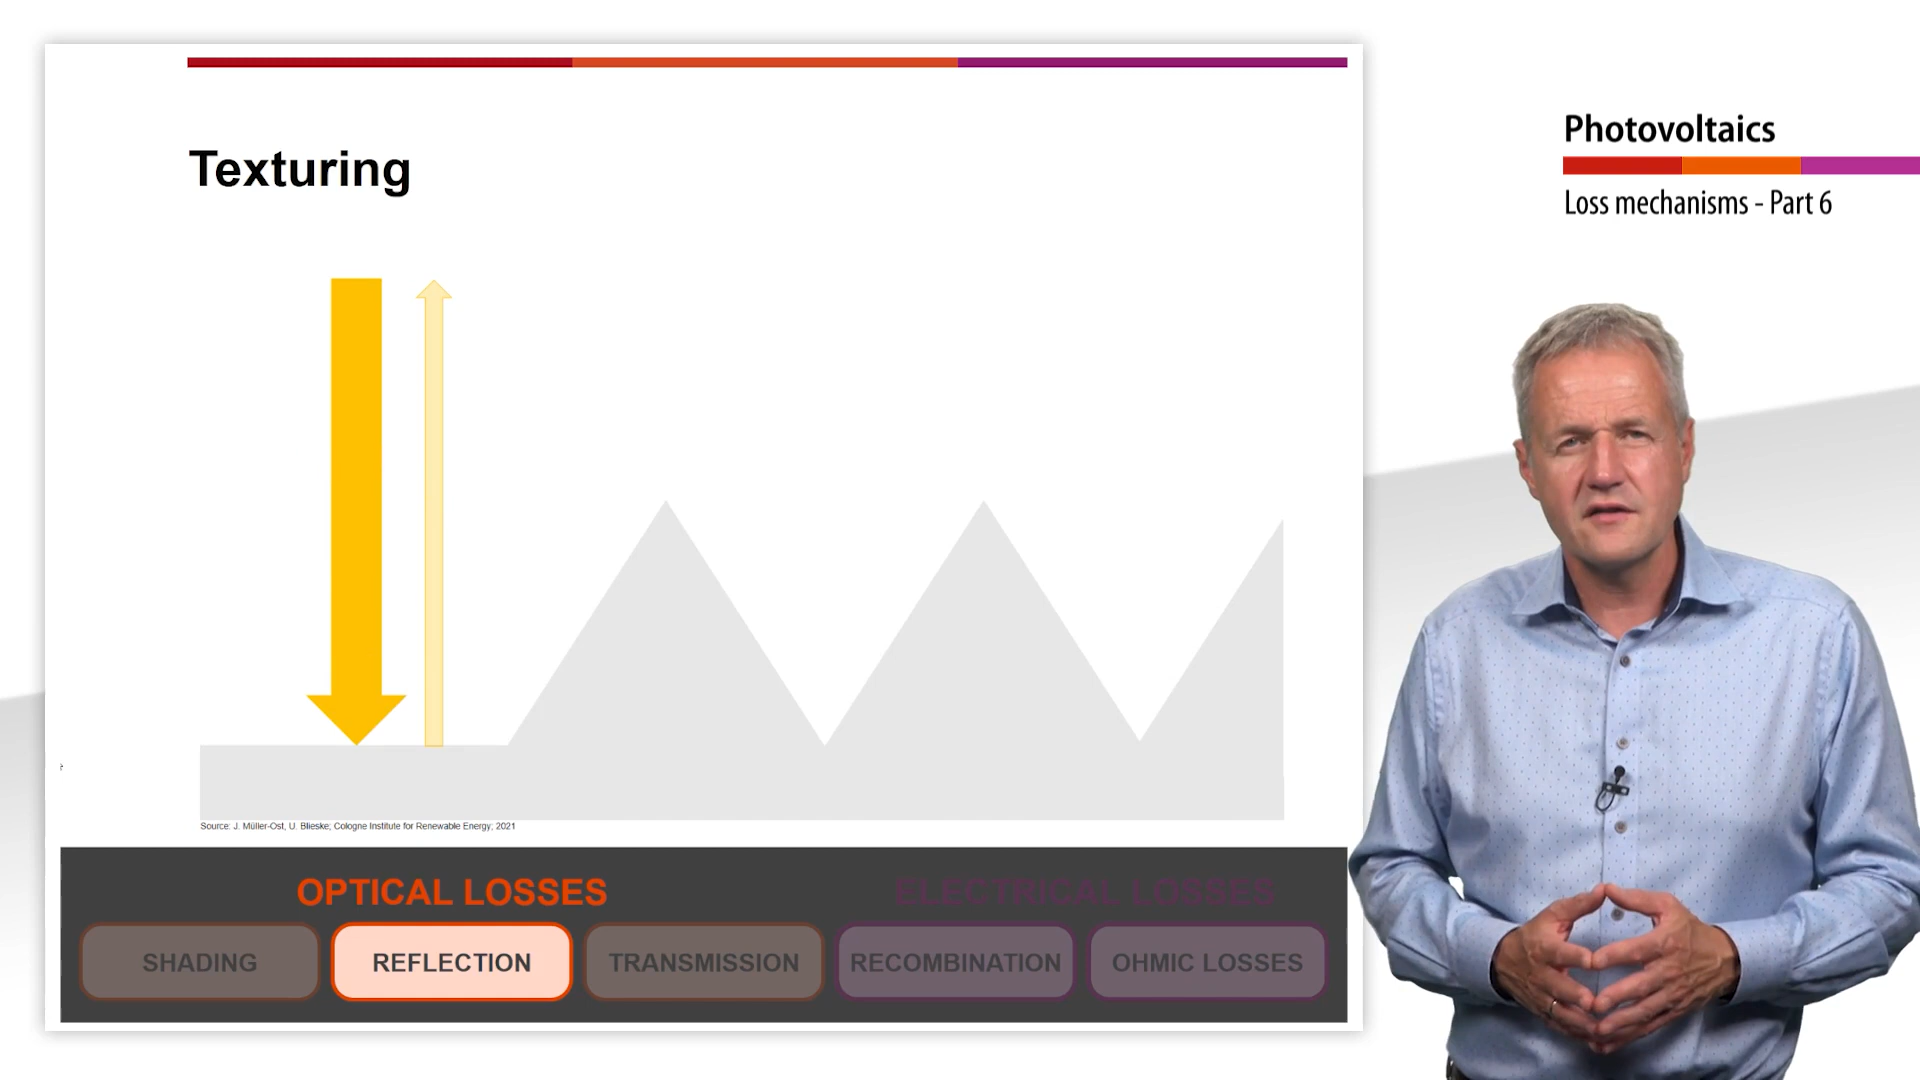 Texturing
Source: J. Müller-Ost, U. Blieske; Cologne Institute for Renewable Energy; 2021
OPTICAL LOSSES
ELECTRICAL LOSSES
SHADING
REFLECTION
TRANSMISSION
RECOMBINATION
OHMIC LOSSES
Photovoltaics
Loss mechanisms - Part 6